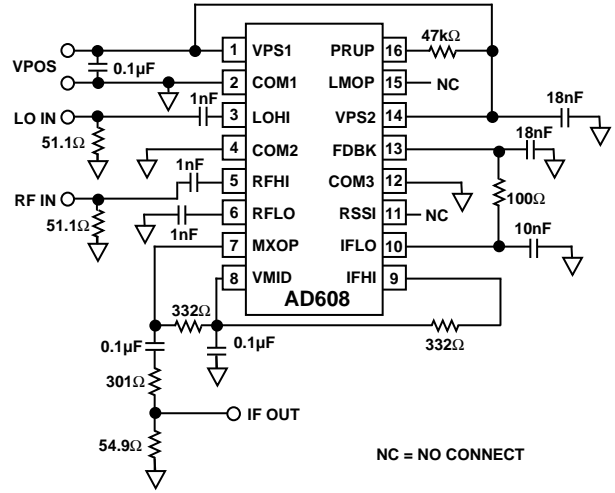 VPOS
0.1µF
1 VPS1
PRUP 16
47kΩ
2 COM1
LMOP 15
NC
LO IN
1nF
3 LOHI
VPS2 14
18nF
51.1Ω
4 COM2
FDBK 13
18nF
RF IN
1nF
5 RFHI
COM3 12
100Ω
51.1Ω
1nF
6 RFLO
RSSI 11
NC
7 MXOP
IFLO 10
10nF
8 VMID
IFHI 9
AD608
332Ω
0.1µF
0.1µF
332Ω
301Ω
IF OUT
54.9Ω
NC = NO CONNECT